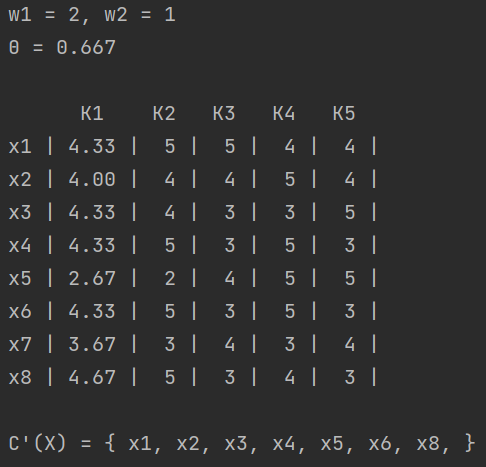 w1 = 2, w2 = 1
θ = 0.667
K1 K2 K3 K4 K5
x1 | 4.33 | 5 | 5 | 4 | 4 |
x2 | 4.00 | 4 | 4 | 5 | 4 |
x3 | 4.33 | 4 | 3 | 3 | 5 |
x4 | 4.33 | 5 | 3 | 5 | 3 |
x5 | 2.67 | 2 | 4 | 5 | 5 |
x6 | 4.33 | 5 | 3 | 5 | 3 |
x7 | 3.67 | 3 | 4 | 3 | 4 |
x8 | 4.67 | 5 | 3 | 4 | 3 |
C'(X) = { x1, x2, x3, x4, x5, x6, x8, }